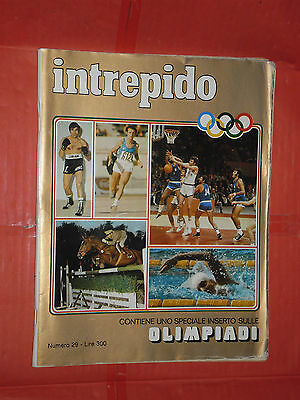 intrepido
CONTIENE UNO SPECIALE INSERTO SULLE
OLIMPIADI
Numero 29 - Lire 300